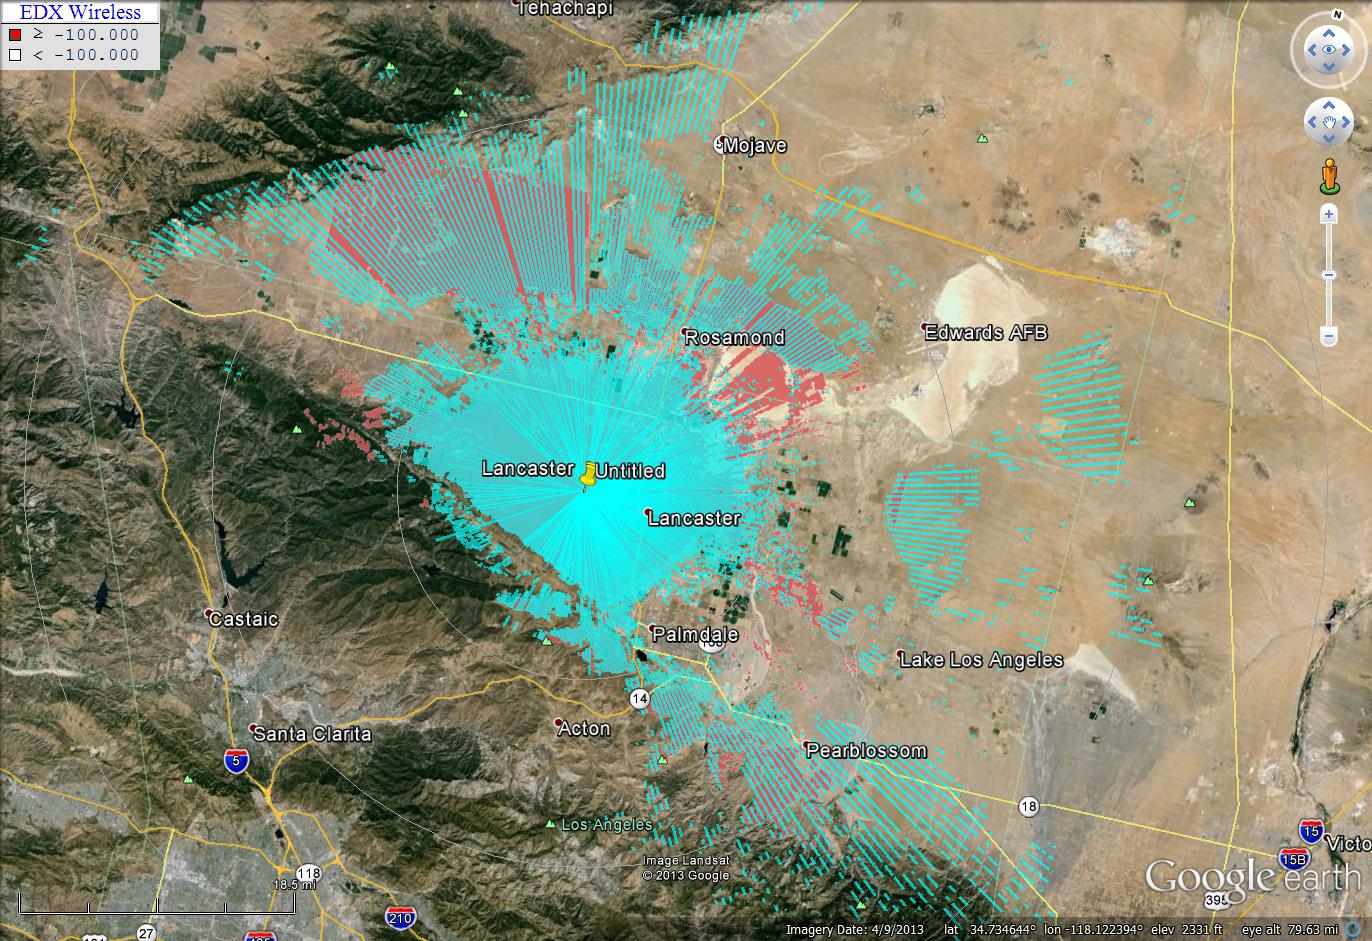 EDX Wireless
≥ -100.000
< -100.000
Tehachapi
N
Mojave
Rosamond
Edwards AFB
Lancaster
Untitled
Lancaster
Castaic
Palmdale
Lake Los Angeles
14
Acton
Santa Clarita
5
Pearblossom
18
Los Angeles
15
Victo
15B
Image Landsat
© 2013 Google
118
18.5 mi
Google earth
395
210
27
Imagery Date: 4/9/2013 lat 34.734644° lon -118.122394° elev 2331 ft eye alt 79.63 mi